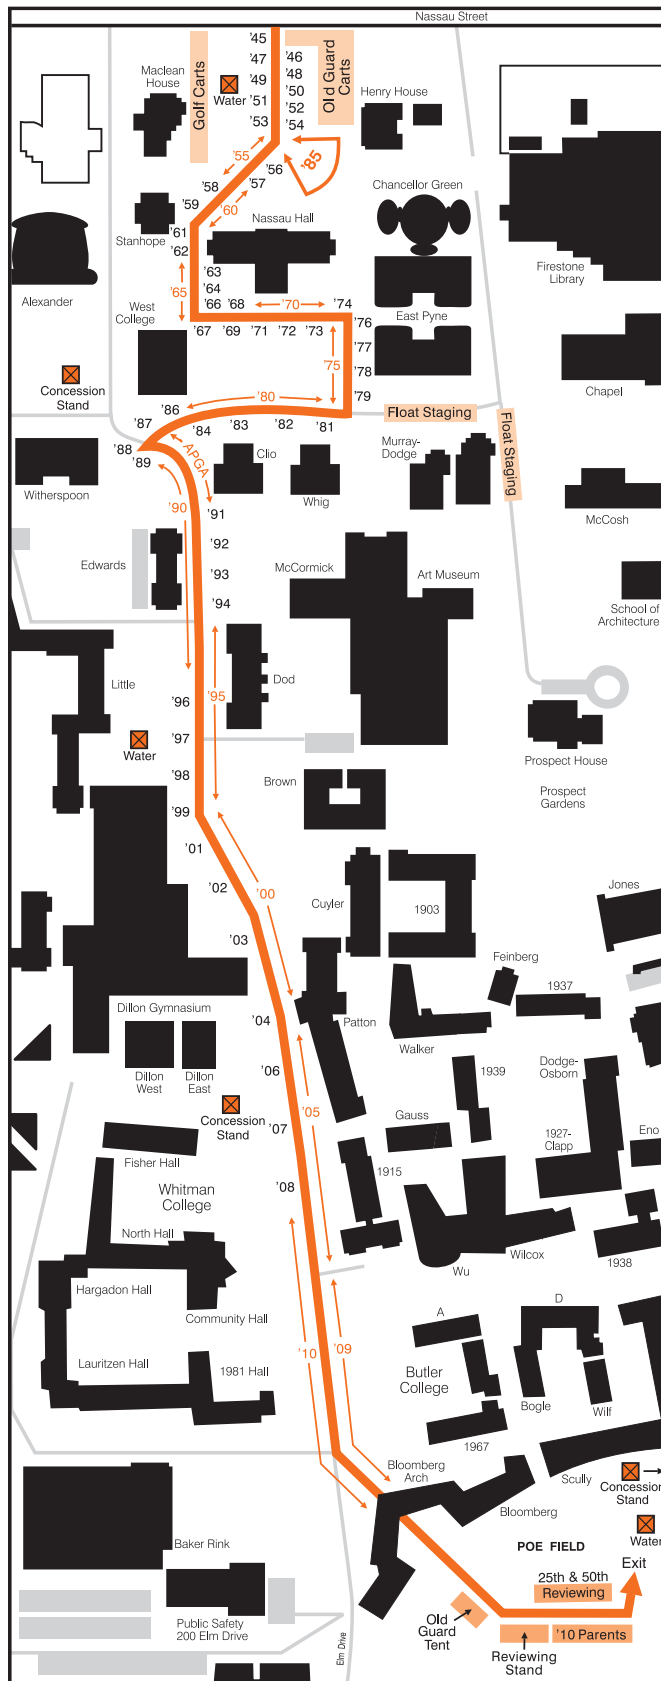 Nassau Street
'45
'47
'49
'51
'53
'46
'48
'50
'52
'54
Golf Carts
Old Guard
Carts
Maclean
House
Water
Henry House
'55
'85
'56
'57
'58
'59
'60
Chancellor Green
Nassau Hall
Stanhope
'61
'62
Alexander
'63
'64
'65
'66
'68
'70
'74
Firestone
Library
West
College
East Pyne
'67
'69
'71
'72
'73
'76
'77
'75
'78
'79
Concession
Stand
Chapel
'80
'86
'87
'84
'83
'82
'81
Float Staging
Float Staging
Murray-
Dodge
'88
'89
APGA
Clio
Whig
Witherspoon
'90
'91
McCosh
'92
Edwards
McCormick
Art Museum
'93
'94
School of
Architecture
Little
Dod
'95
'96
'97
Water
Prospect House
'98
Brown
Prospect
Gardens
'99
'01
'02
'00
Cuyler
1903
Jones
'03
Feinberg
1937
Dillon Gymnasium
'04
Patton
Walker
Dillon
West
Dillon
East
'06
1939
Dodge-
Osborn
Concession
Stand
'05
'07
Gauss
1927-
Clapp
Eno
Fisher Hall
1915
Whitman
College
'08
North Hall
Wilcox
Wu
1938
Hargadon Hall
Community Hall
A
D
'10
'09
Lauritzen Hall
1981 Hall
Butler
College
Bogle
Wilf
1967
Bloomberg
Arch
Scully
Concession
Stand
Bloomberg
Water
Baker Rink
POE FIELD
Exit
25th & 50th
Reviewing
Public Safety
200 Elm Drive
Elm Drive
Old
Guard
Tent
Reviewing
Stand
'10 Parents